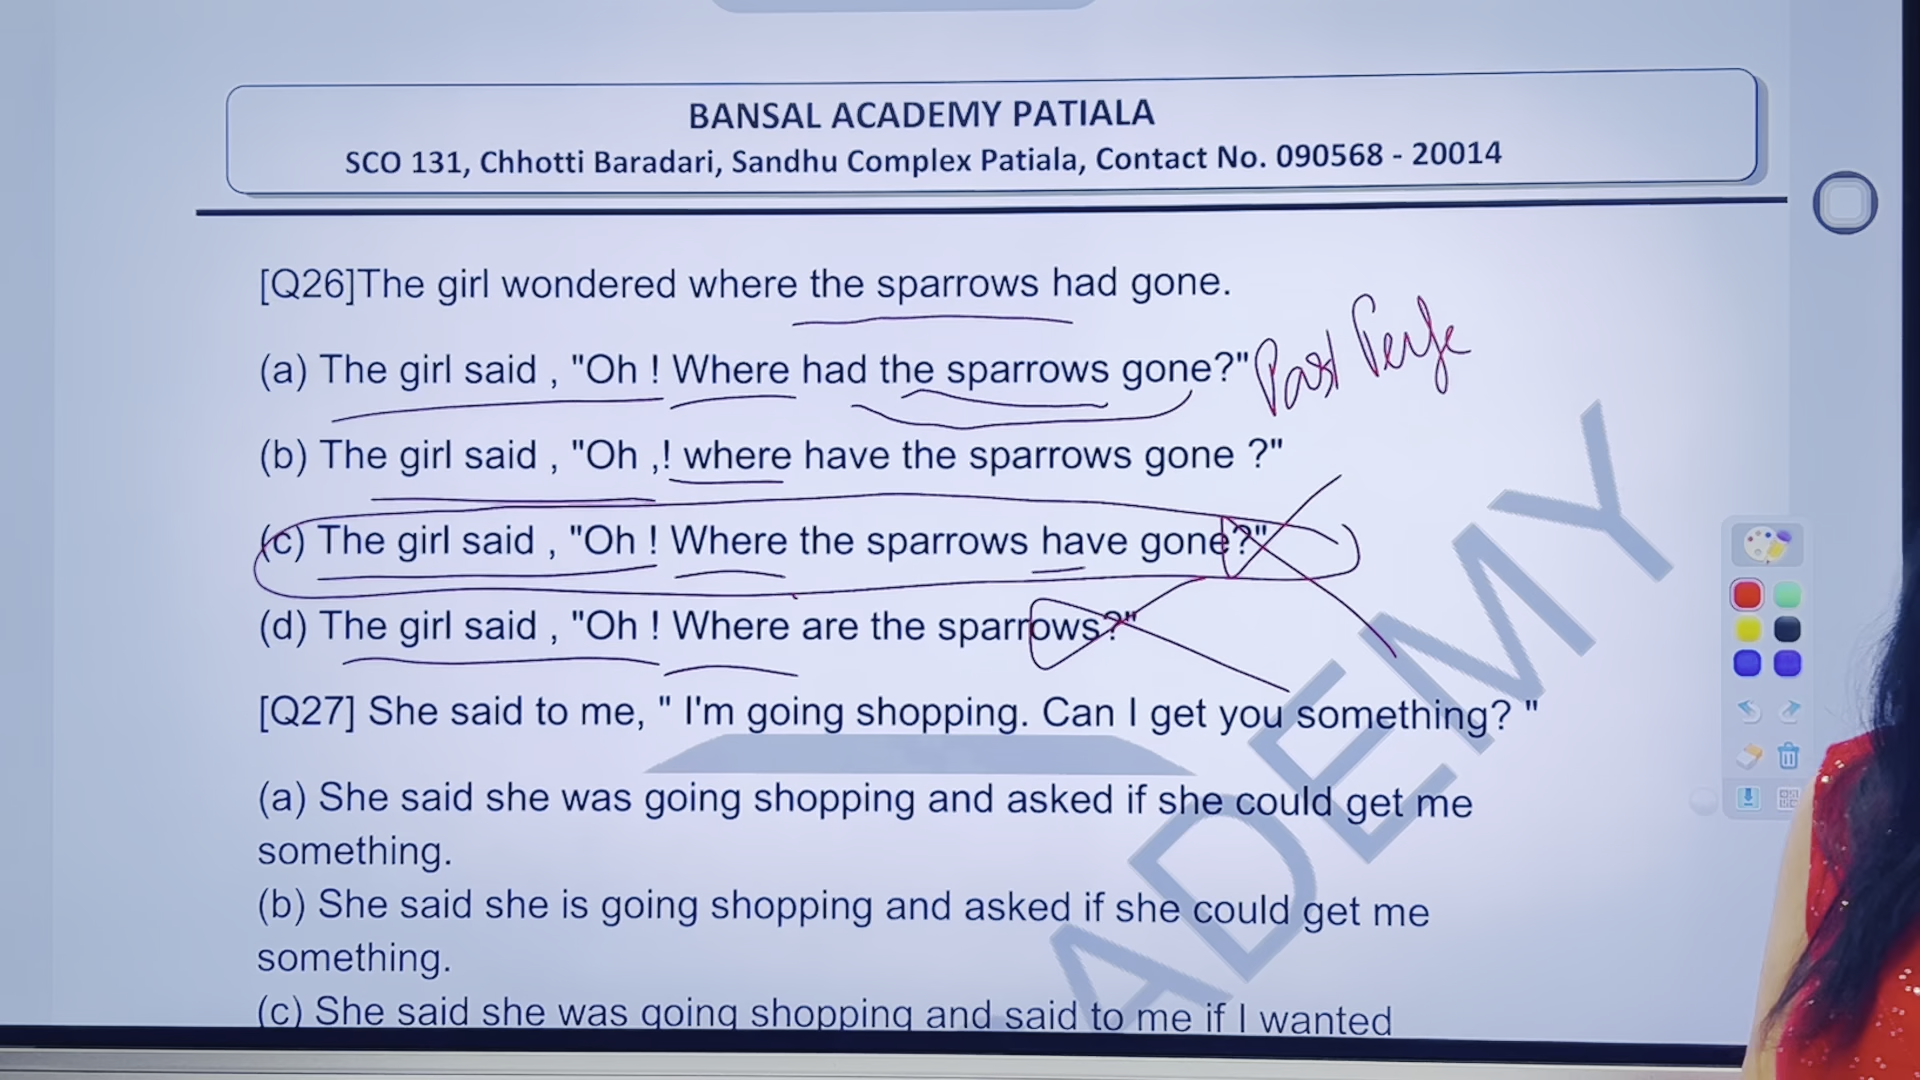 BANSAL ACADEMY PATIALA
SCO 131, Chhotti Baradari, Sandhu Complex Patiala, Contact No. 090568 - 20014
[Q26]The girl wondered where the sparrows had gone.
(a) The girl said , "Oh ! Where had the sparrows gone?" Past Perfe
(b) The girl said , "Oh ,! where have the sparrows gone ?"
(c) The girl said , "Oh ! Where the sparrows have gone?"
(d) The girl said , "Oh ! Where are the sparrows?"
[Q27] She said to me, " I'm going shopping. Can I get you something? "
(a) She said she was going shopping and asked if she could get me
something.
(b) She said she is going shopping and asked if she could get me
something.
(c) She said she was going shopping and said to me if I wanted
ADEMY